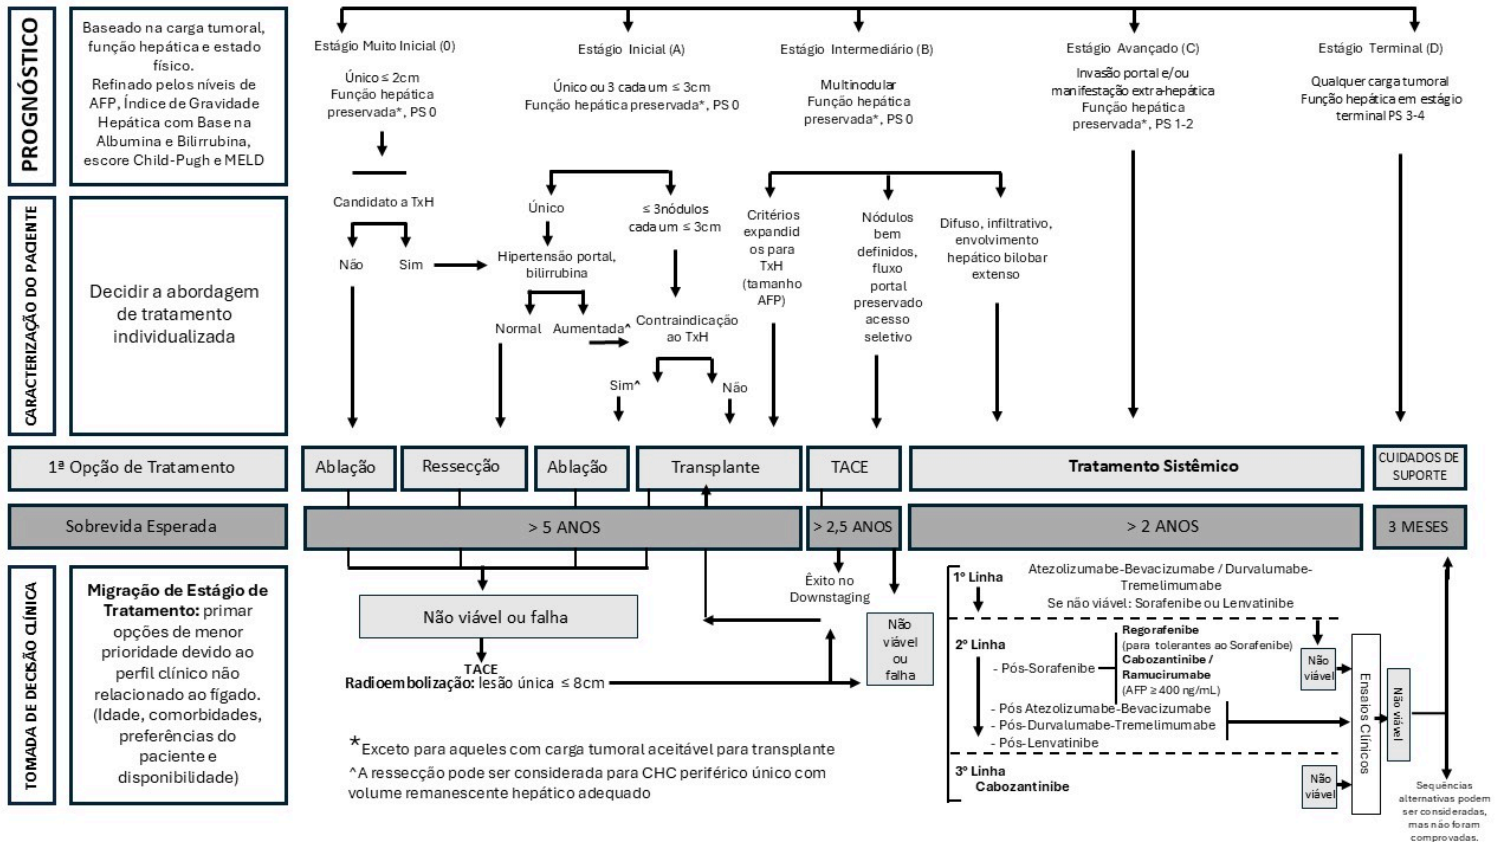 PROGNÓSTICO
Baseado na carga tumoral,
função hepática e estado
físico.
Refinado pelos níveis de
AFP, Índice de Gravidade
Hepática com Base na
Albumina e Bilirrubina,
escore Child-Pugh e MELD
Estágio Muito Inicial (0)
Único ≤ 2cm
Função hepática
preservada*, PS 0
Estágio Inicial (A)
Único ou 3 cada um ≤ 3cm
Função hepática preservada*, PS 0
Estágio Intermediário (B)
Multinodular
Função hepática
preservada*, PS 0
Estágio Avançado (C)
Invasão portal e/ou
manifestação extra-hepática
Função hepática
preservada*, PS 1-2
Estágio Terminal (D)
Qualquer carga tumoral
Função hepática em estágio
terminal PS 3-4
CARACTERIZAÇÃO DO PACIENTE
Decidir a abordagem
de tratamento
individualizada
Candidato a TxH
Não
Sim
Único
Hipertensão portal,
bilirrubina
Normal
Aumentada^
≤ 3nódulos
cada um ≤ 3cm
Contraindicação
ao TxH
Sim^
Não
Critérios
expandid
os para
TxH
(tamanho
AFP)
Nódulos
bem
definidos,
fluxo
portal
preservado
acesso
seletivo
Difuso, infiltrativo,
envolvimento
hepático bilobar
extenso
1ª Opção de Tratamento
Ablação
Ressecção
Ablação
Transplante
TACE
Tratamento Sistêmico
CUIDADOS DE
SUPORTE
Sobrevida Esperada
> 5 ANOS
> 2,5 ANOS
> 2 ANOS
3 MESES
TOMADA DE DECISÃO CLÍNICA
Migração de Estágio de
Tratamento: primar
opções de menor
prioridade devido ao
perfil clínico não
relacionado ao fígado.
(Idade, comorbidades,
preferências do
paciente e
disponibilidade)
Não viável ou falha
TACE
Radioembolização: lesão única ≤ 8cm
Êxito no
Downstaging
Não
viável
ou
falha
*Exceto para aqueles com carga tumoral aceitável para transplante
^A ressecção pode ser considerada para CHC periférico único com
volume remanescente hepático adequado
1º Linha
Atezolizumabe-Bevacizumabe / Durvalumabe-
Tremelimumabe
Se não viável: Sorafenibe ou Lenvatinibe
2º Linha
- Pós-Sorafenibe
Regorafenibe
(para tolerantes ao Sorafenibe)
Cabozantinibe /
Ramucirumabe
(AFP ≥ 400 ng/mL)
- Pós Atezolizumabe-Bevacizumabe
- Pós-Durvalumabe-Tremelimumabe
- Pós-Lenvatinibe
3º Linha
Cabozantinibe
Não
viável
Não
viável
Ensaios Clínicos
Não viável
Sequências
alternativas podem
ser consideradas,
mas não foram
comprovadas.